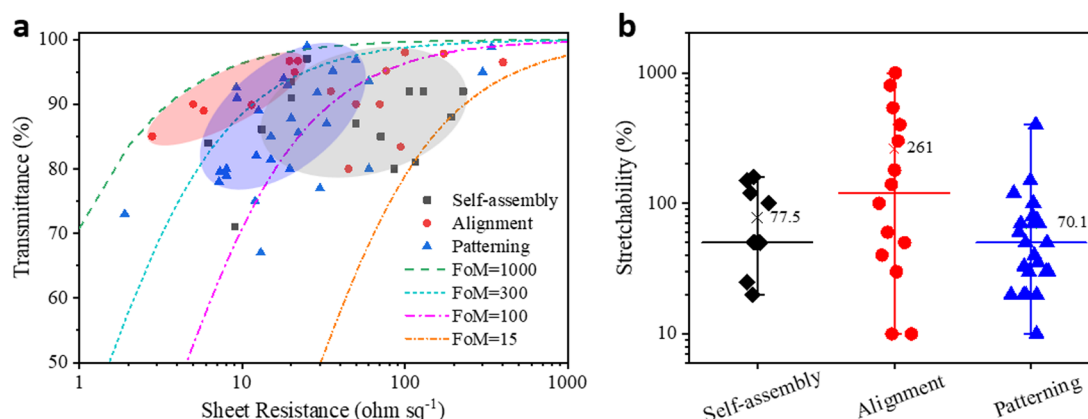 a
Transmittance (%)
100
90
80
70
60
50
Self-assembly
Alignment
Patterning
FoM=1000
FoM=300
FoM=100
FoM=15
1
10
100
1000
Sheet Resistance (ohm sq⁻¹)
b
Stretchability (%)
1000
100
10
77.5
261
70.1
Self-assembly
Alignment
Patterning